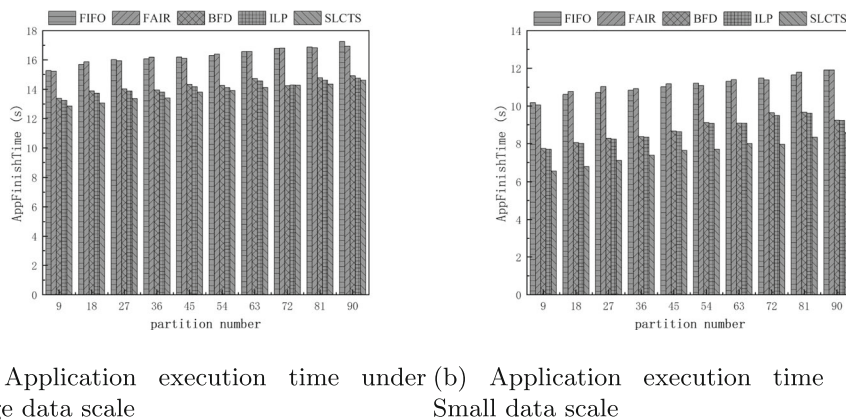 FIFO FAIR BFD ILP SLCTS
18
16
14
12
10
8
6
4
2
0
AppFinishTime (s)
9 18 27 36 45 54 63 72 81 90
partition number
FIFO FAIR BFD ILP SLCTS
14
12
10
8
6
4
2
0
AppFinishTime (s)
9 18 27 36 45 54 63 72 81 90
partition number
Application execution time under
ge data scale
(b) Application execution time
Small data scale